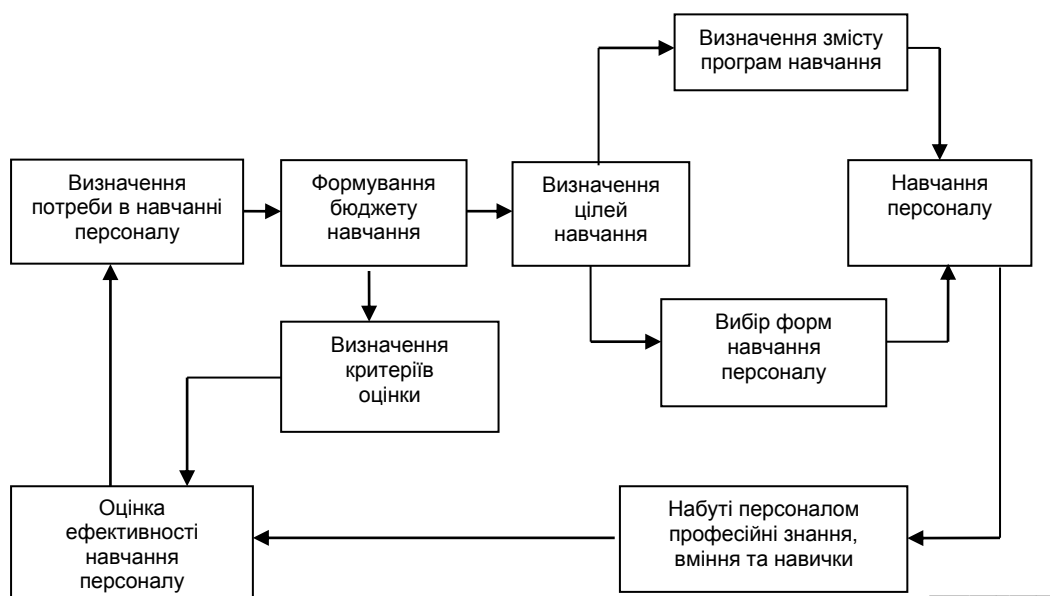 Визначення змісту
програм навчання
Визначення
потреби в навчанні
персоналу
Формування
бюджету
навчання
Визначення
цілей
навчання
Навчання
персоналу
Визначення
критеріїв
оцінки
Вибір форм
навчання
персоналу
Оцінка
ефективності
навчання
персоналу
Набуті персоналом
професійні знання,
вміння та навички